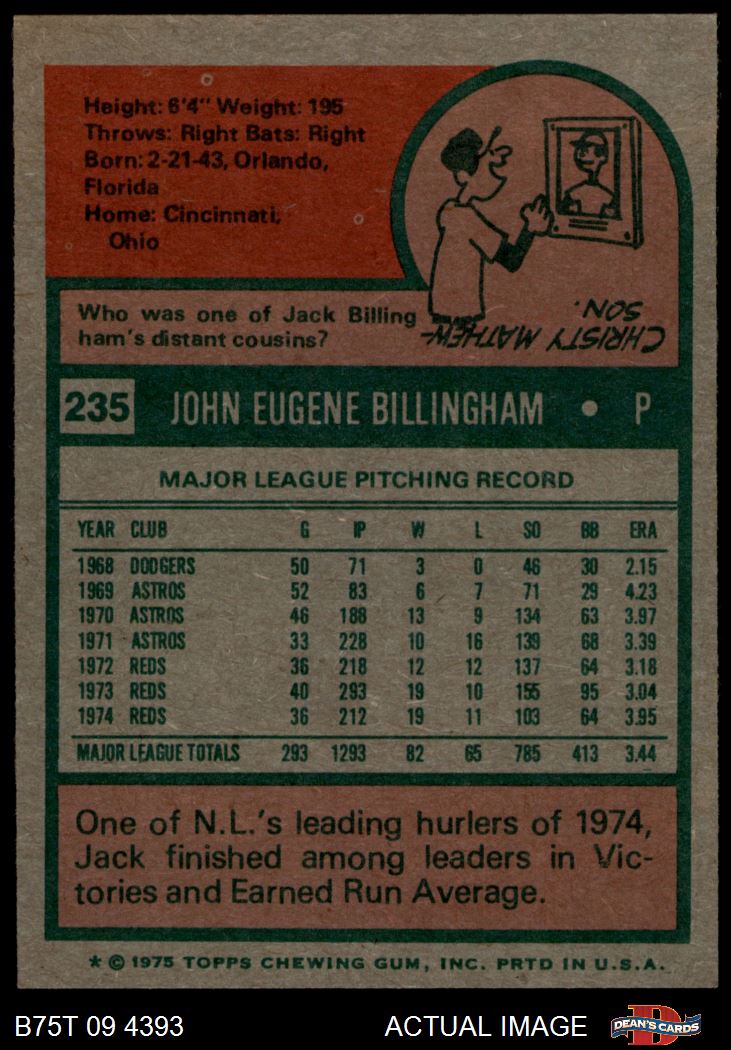 Height: 6'4" Weight: 195
Throws: Right Bats: Right
Born: 2-21-43, Orlando,
Florida
Home: Cincinnati,
Ohio
Who was one of Jack Billing
ham's distant cousins?
CHRISTY MATHEW-
SON.
235 JOHN EUGENE BILLINGHAM • P
MAJOR LEAGUE PITCHING RECORD
YEAR CLUB G IP W L SO BB ERA
1968 DODGERS 50 71 3 0 46 30 2.15
1969 ASTROS 52 83 6 7 71 29 4.23
1970 ASTROS 46 188 13 9 134 63 3.97
1971 ASTROS 33 228 10 16 139 68 3.39
1972 REDS 36 218 12 12 137 64 3.18
1973 REDS 40 293 19 10 155 95 3.04
1974 REDS 36 212 19 11 103 64 3.95
MAJOR LEAGUE TOTALS 293 1293 82 65 785 413 3.44
One of N.L.'s leading hurlers of 1974,
Jack finished among leaders in Vic-
tories and Earned Run Average.
* © 1975 TOPPS CHEWING GUM, INC. PRTD IN U.S.A.
B75T 09 4393 ACTUAL IMAGE D DEAN'S CARDS